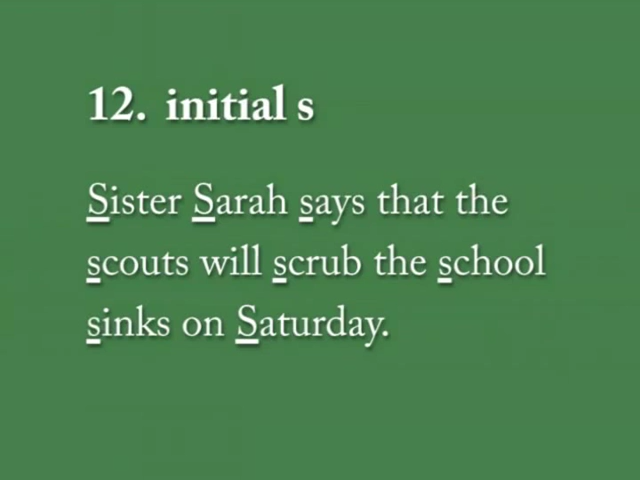 12. initial s
Sister Sarah says that the
scouts will scrub the school
sinks on Saturday.